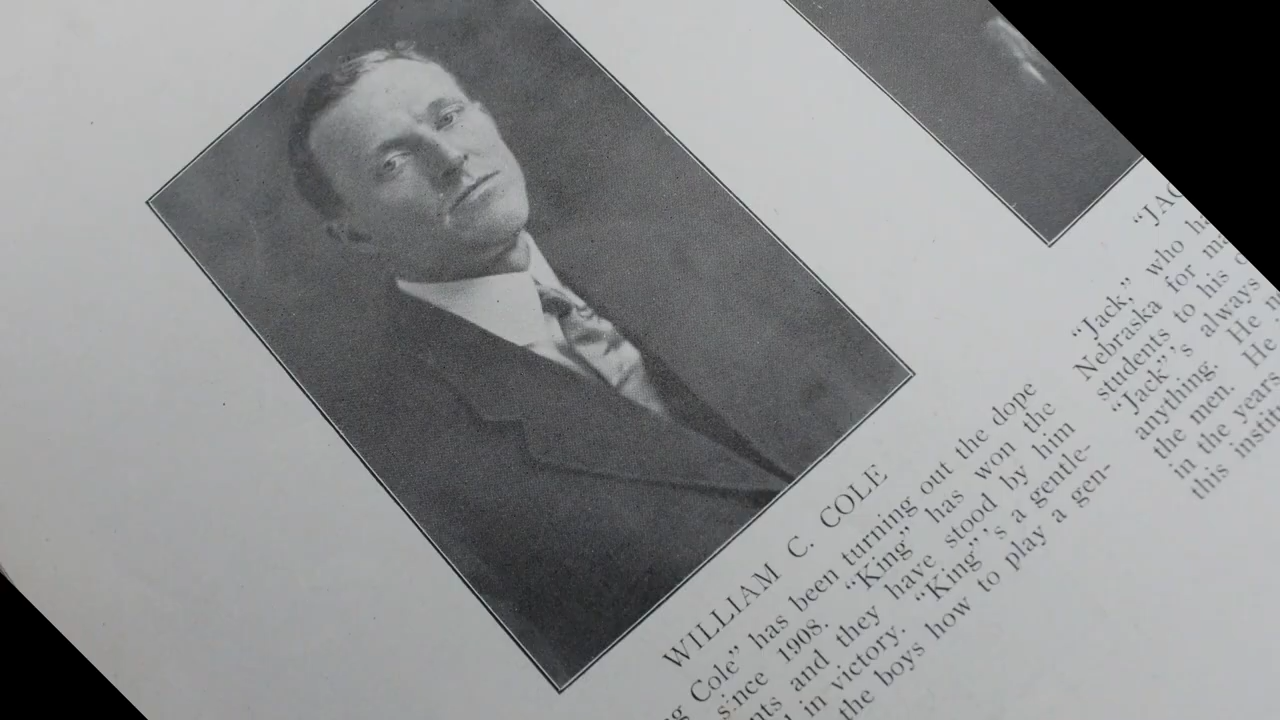 WILLIAM C. COLE
Cole” has been turning out the dope
since 1908. “King” has won the
and they have stood by him
in victory. “King”’s a gentle-
the boys how to play a gen-
“Jack,” who
Nebraska for
students to his
“Jack”’s always
anything. He
the men. He
in the years
this